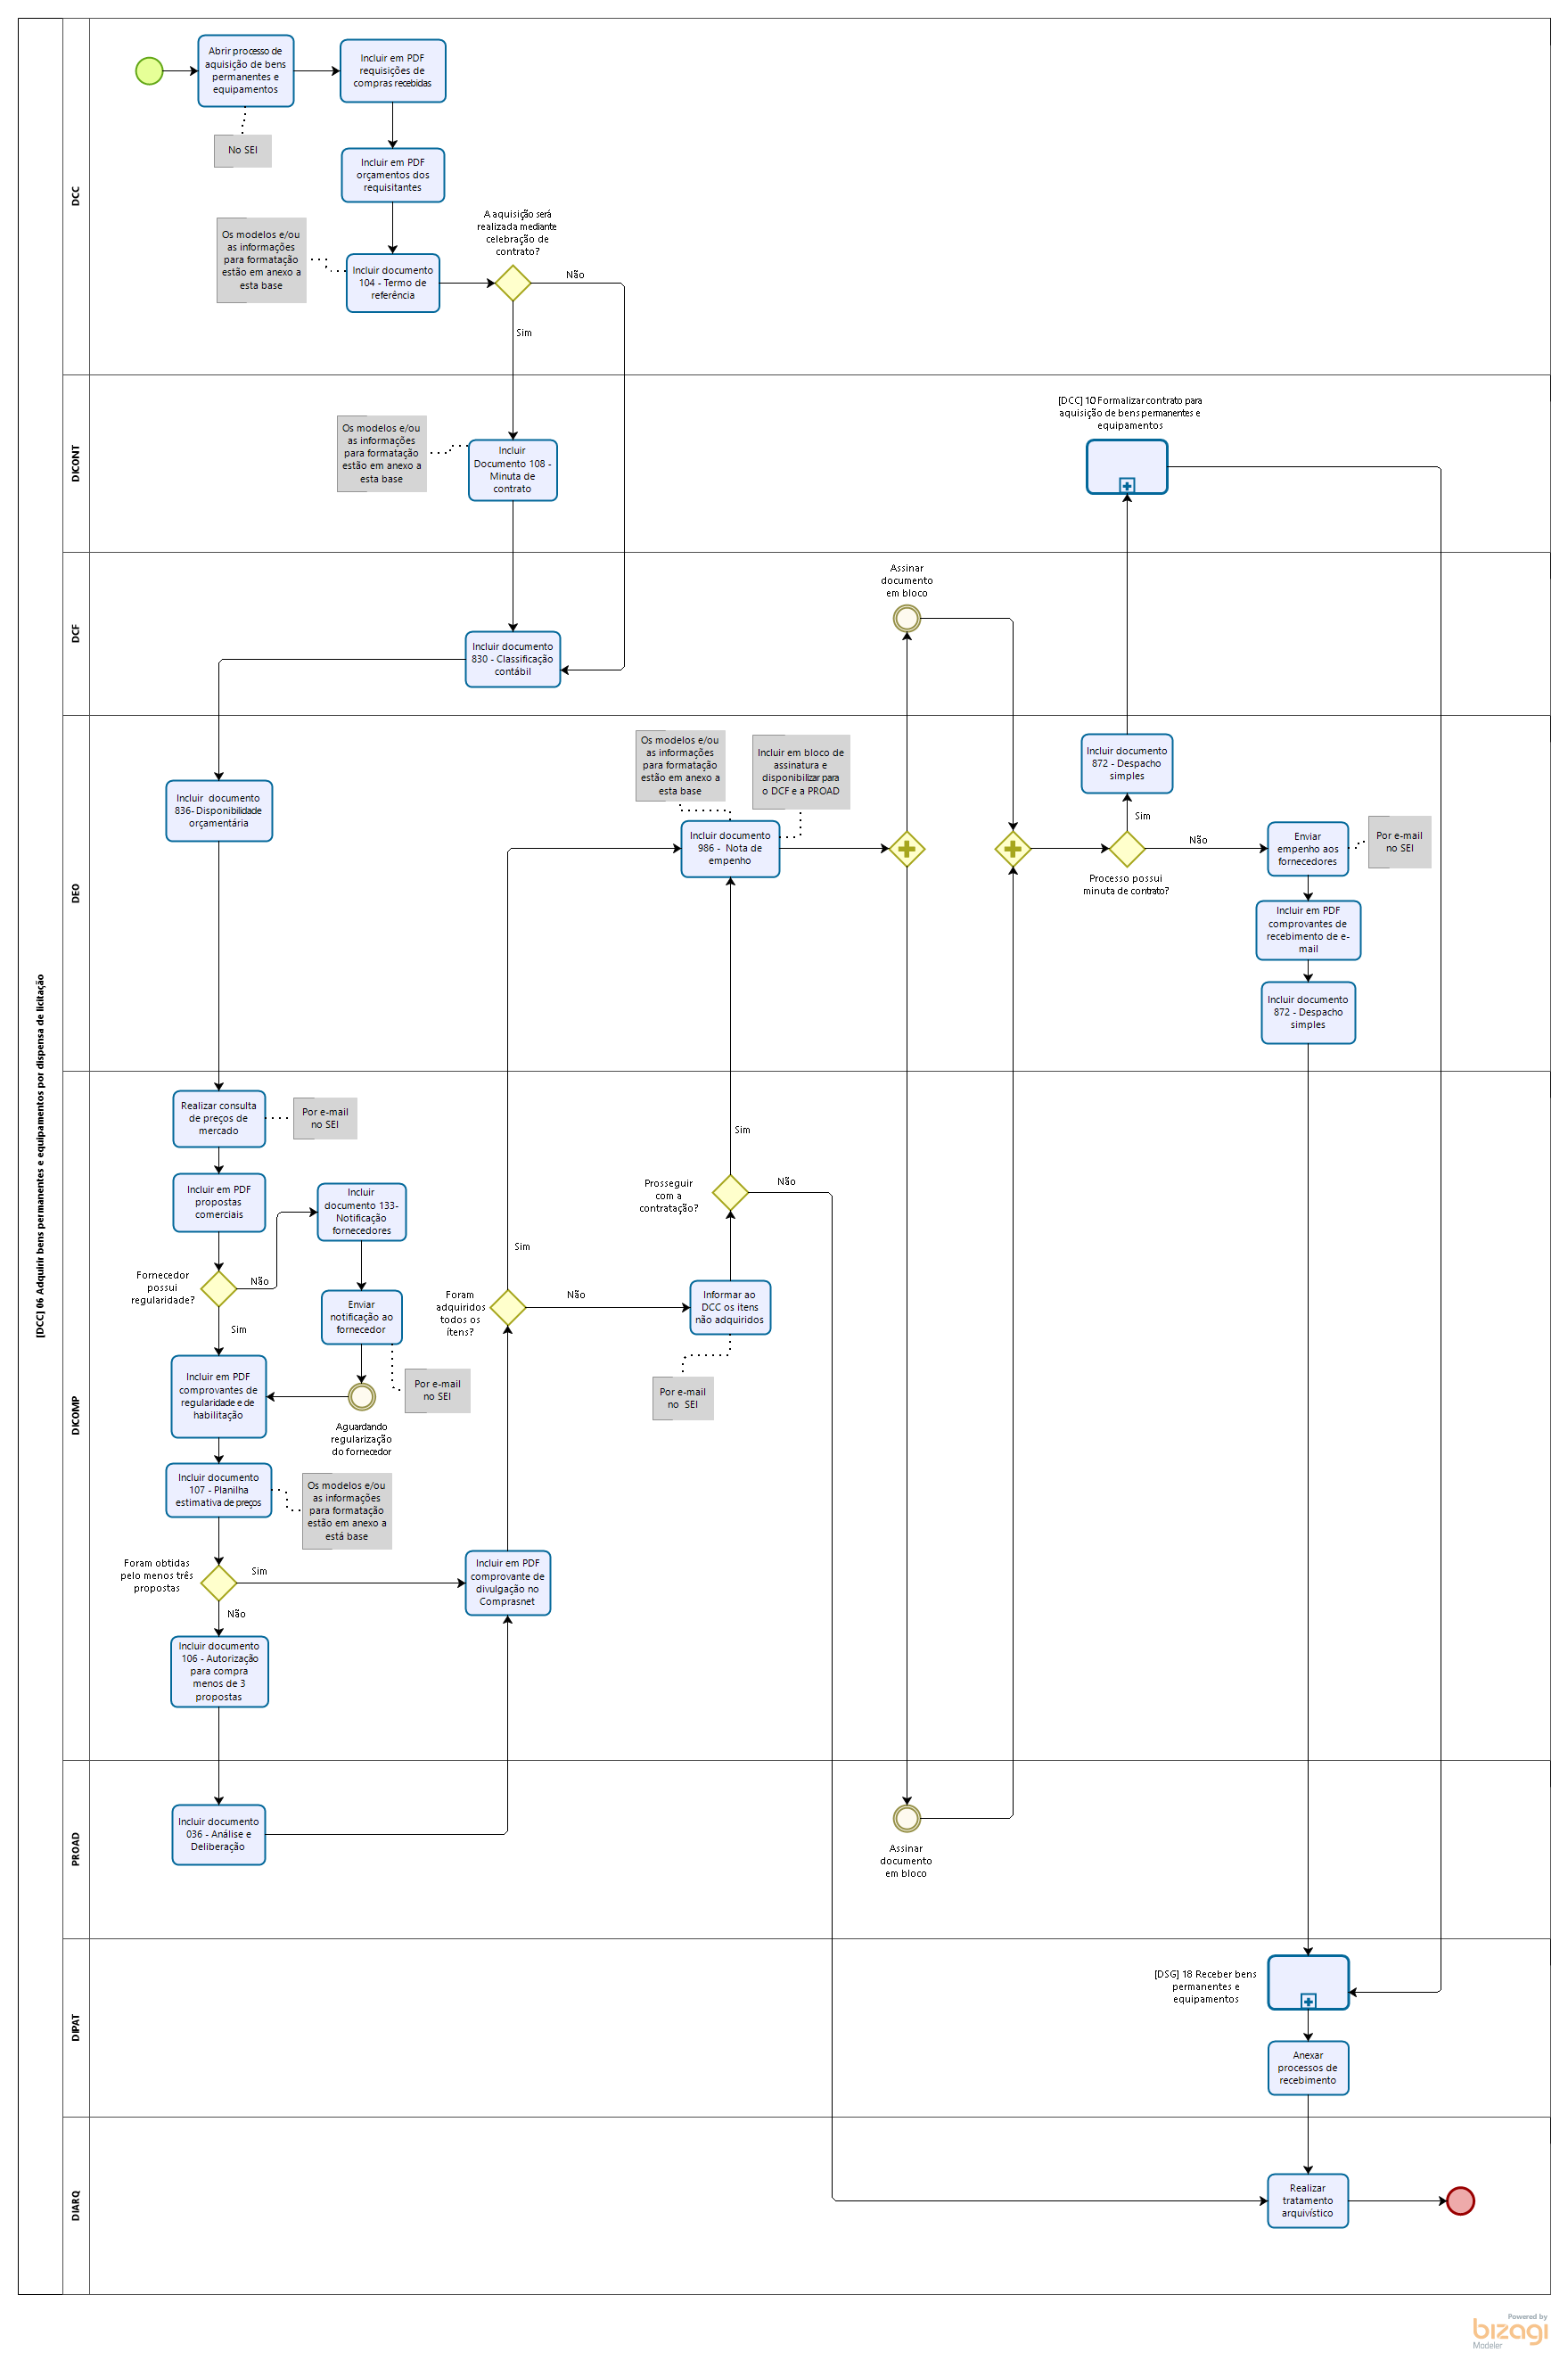 [DCC] 06 Adquirir bens permanentes e equipamentos por dispensa de licitação
DCC
Abrir processo de
aquisição de bens
permanentes e
equipamentos
No SEI
Incluir em PDF
requisições de
compras recebidas
Incluir em PDF
orçamentos dos
requisitantes
Os modelos e/ou
as informações
para formatação
estão em anexo a
esta base
Incluir documento
104 - Termo de
referência
A aquisição será
realizada mediante
celebração de
contrato?
Não
Sim
DICONT
Os modelos e/ou
as informações
para formatação
estão em anexo a
esta base
Incluir
Documento 108 -
Minuta de
contrato
[DCC] 10 Formalizar contrato para
aquisição de bens permanentes e
equipamentos
DCF
Incluir documento
830 - Classificação
contábil
Assinar
documento
em bloco
DEO
Incluir documento
836- Disponibilidade
orçamentária
Os modelos e/ou
as informações
para formatação
estão em anexo a
esta base
Incluir em bloco de
assinatura e
disponibilizar para
o DCF e a PROAD
Incluir documento
986 - Nota de
empenho
Incluir documento
872 - Despacho
simples
Sim
Processo possui
minuta de contrato?
Não
Enviar
empenho aos
fornecedores
Por e-mail
no SEI
Incluir em PDF
comprovantes de
recebimento de e-
mail
Incluir documento
872 - Despacho
simples
DICOMP
Realizar consulta
de preços de
mercado
Por e-mail
no SEI
Incluir em PDF
propostas
comerciais
Fornecedor
possui
regularidade?
Não
Sim
Incluir
documento 133-
Notificação
fornecedores
Enviar
notificação ao
fornecedor
Por e-mail
no SEI
Aguardando
regularização
do fornecedor
Incluir em PDF
comprovantes de
regularidade e de
habilitação
Incluir documento
107 - Planilha
estimativa de preços
Os modelos e/ou
as informações
para formatação
estão em anexo a
está base
Foram obtidas
pelo menos três
propostas
Sim
Não
Incluir documento
106 - Autorização
para compra
menos de 3
propostas
Incluir em PDF
comprovante de
divulgação no
Comprasnet
Foram
adquiridos
todos os
ítens?
Sim
Não
Informar ao
DCC os itens
não adquiridos
Por e-mail
no SEI
Prosseguir
com a
contratação?
Sim
Não
PROAD
Incluir documento
036 - Análise e
Deliberação
Assinar
documento
em bloco
DIPAT
[DSG] 18 Receber bens
permanentes e
equipamentos
Anexar
processos de
recebimento
DIARQ
Realizar
tratamento
arquivístico
Powered by
bizagi
Modeler